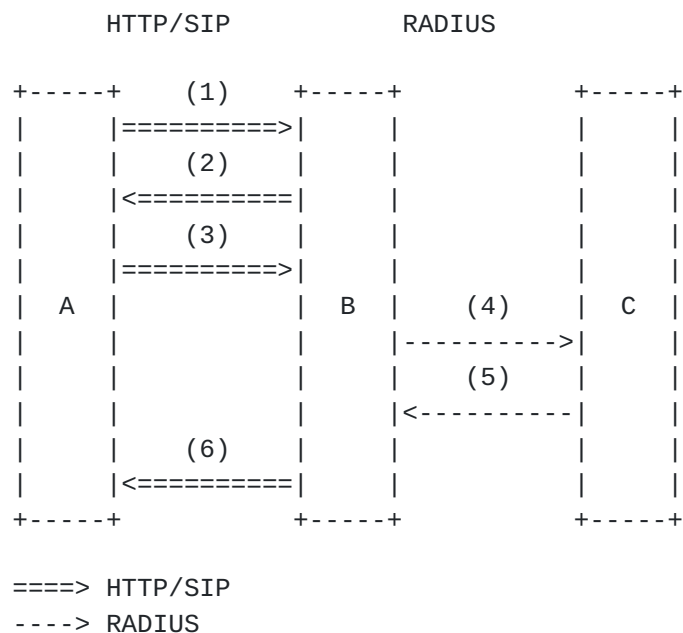 HTTP/SIP           RADIUS

+-----+    (1)    +-----+           +-----+
|     |==========>|     |           |     |
|     |    (2)    |     |           |     |
|     |<==========|     |           |     |
|     |    (3)    |     |           |     |
|     |==========>|     |           |     |
|  A  |           |  B  |    (4)    |  C  |
|     |           |     |---------->|     |
|     |           |     |    (5)    |     |
|     |           |     |<----------|     |
|     |    (6)    |     |           |     |
|     |<==========|     |           |     |
+-----+           +-----+           +-----+

====> HTTP/SIP
----> RADIUS